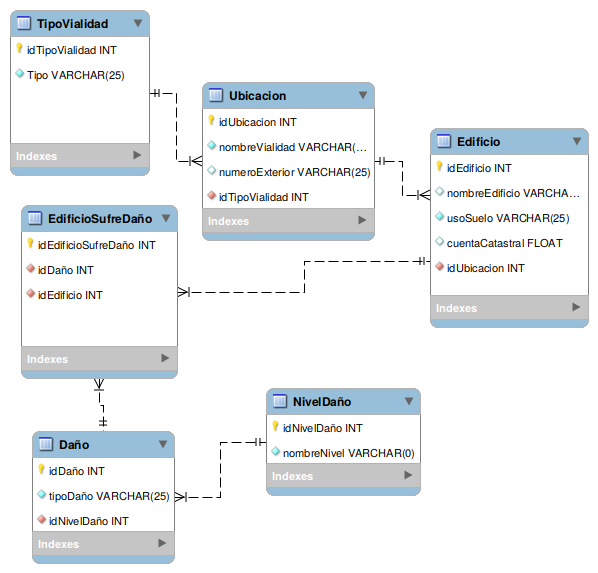 TipoVialidad
idTipoVialidad INT
Tipo VARCHAR(25)
Indexes
Ubicacion
idUbicacion INT
nombreVialidad VARCHAR(...
numeroExterior VARCHAR(25)
idTipoVialidad INT
Indexes
Edificio
idEdificio INT
nombreEdificio VARCHA...
usoSuelo VARCHAR(25)
cuentaCatastral FLOAT
idUbicacion INT
Indexes
EdificioSufreDaño
idEdificioSufreDaño INT
idDaño INT
idEdificio INT
Indexes
NivelDaño
idNivelDaño INT
nombreNivel VARCHAR(0)
Indexes
Daño
idDaño INT
tipoDaño VARCHAR(25)
idNivelDaño INT
Indexes